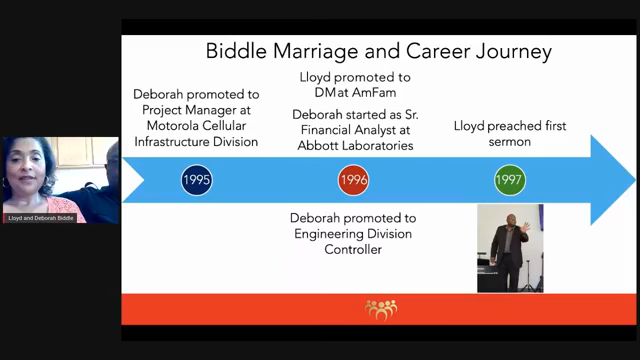 Biddle Marriage and Career Journey
Deborah promoted to
Project Manager at
Motorola Cellular
Infrastructure Division
Lloyd promoted to
DMat AmFam
Deborah started as Sr.
Financial Analyst at
Abbott Laboratories
Lloyd preached first
sermon
1995
1996
1997
Deborah promoted to
Engineering Division
Controller
Lloyd and Deborah Biddle